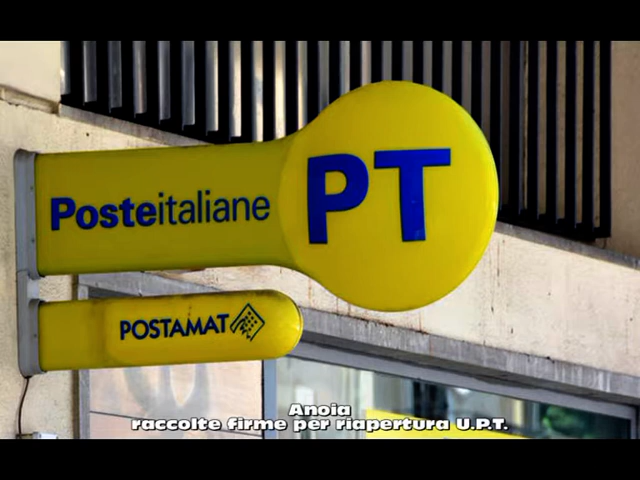 Posteitaliane
PT
POSTAMAT
Anoia
raccolte firme per riapertura U.P.T.